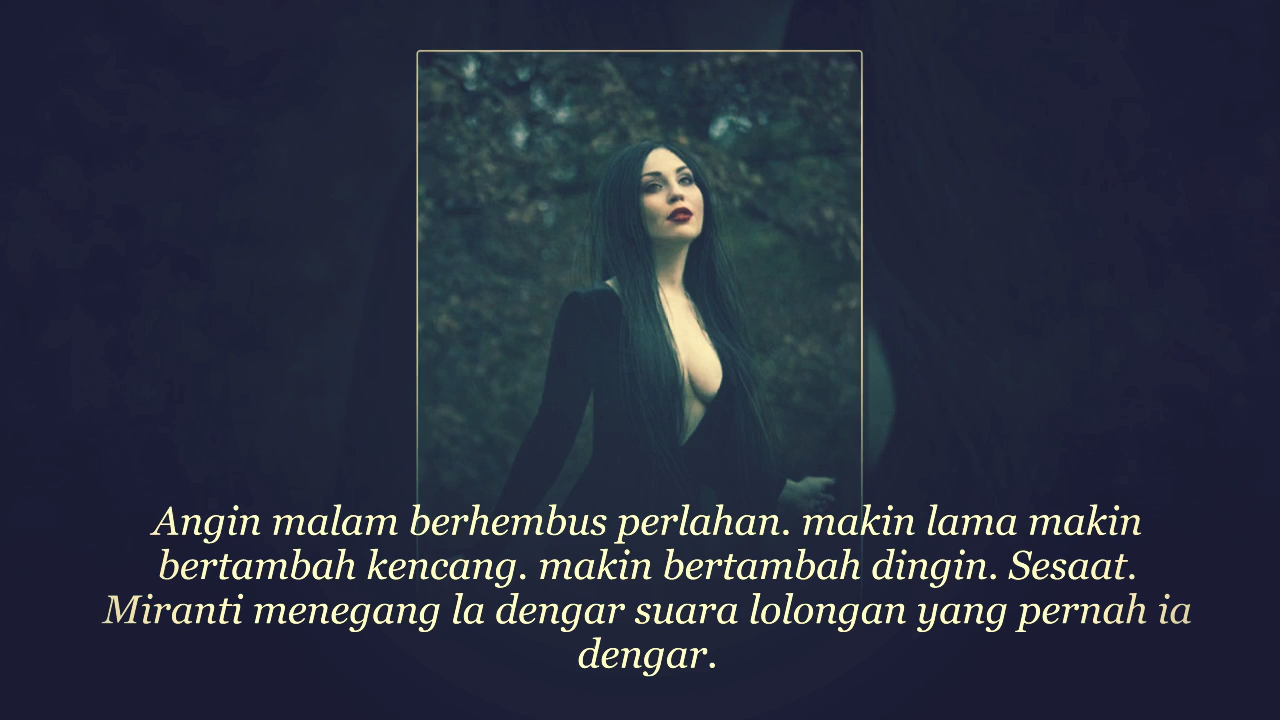 Angin malam berhembus perlahan. makin lama makin
bertambah kencang. makin bertambah dingin. Sesaat.
Miranti menegang la dengar suara lolongan yang pernah ia
dengar.